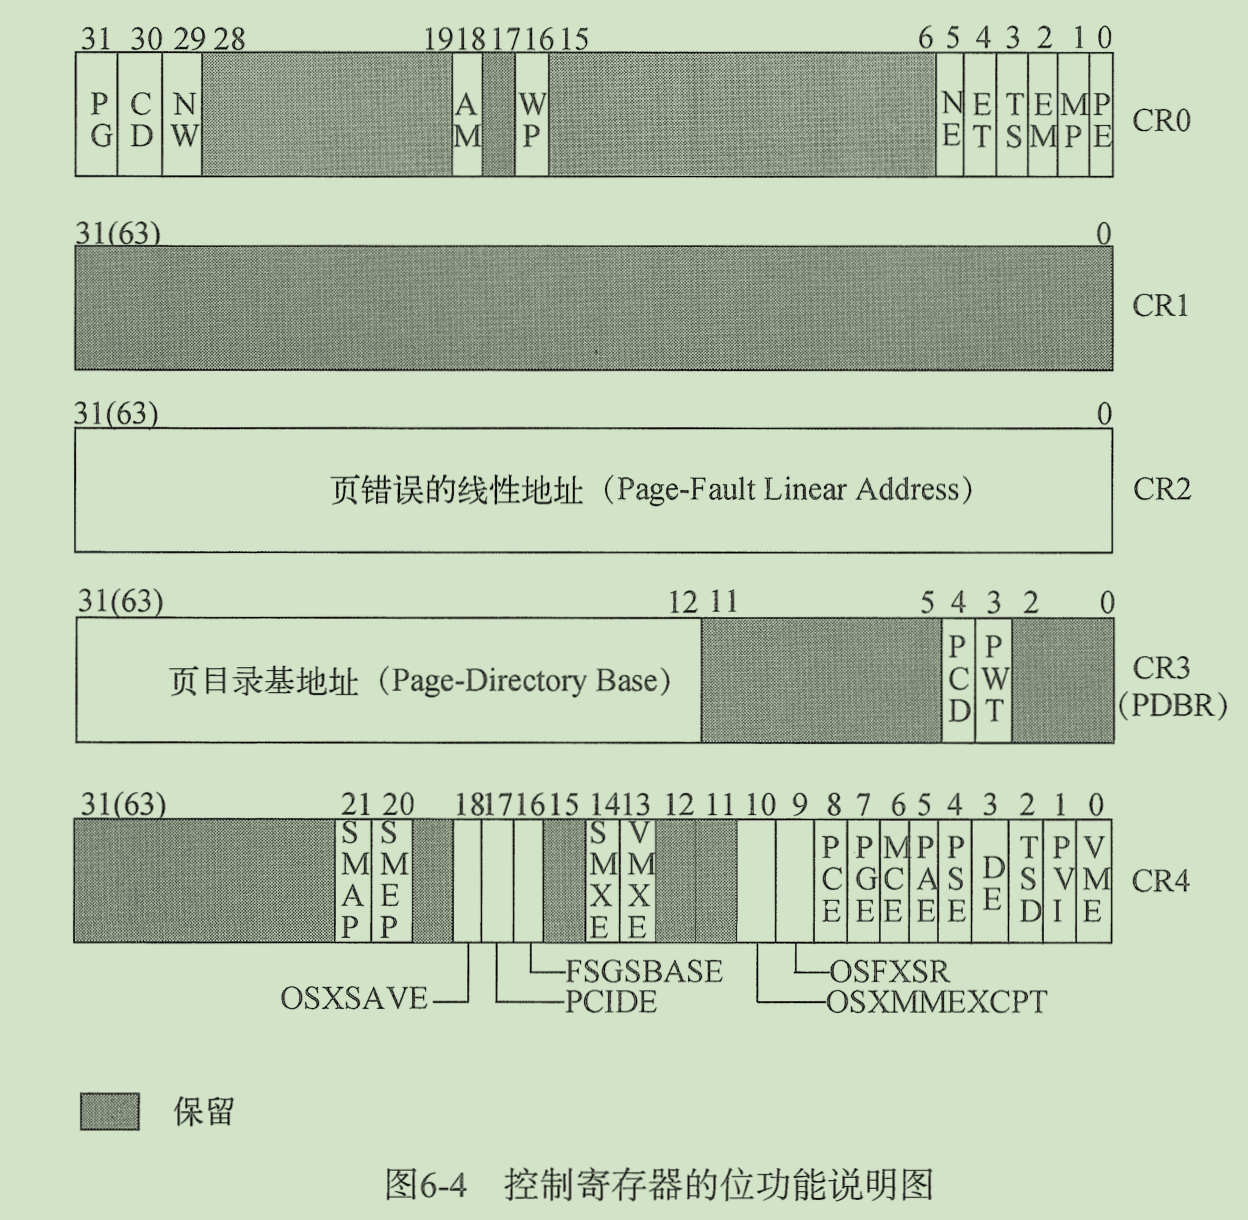 31 30 29 28 19 18 17 16 15 6 5 4 3 2 1 0
PG CD NW AM WP NE ET TS EM MP PE CR0
31(63) 0
CR1
31(63) 0
页错误的线性地址（Page-Fault Linear Address） CR2
31(63) 12 11 5 4 3 2 0
页目录基地址（Page-Directory Base） PCD PWT CR3
(PDBR)
31(63) 21 20 18 17 16 15 14 13 12 11 10 9 8 7 6 5 4 3 2 1 0
SMAP SMEP SMXE VMXE PCE PGE MCE PAE PSE DE TSD PVI VME CR4
FSGSBASE OSFXSR
OSXSAVE PCIDE OSXMMEXCPT
保留
图6-4 控制寄存器的位功能说明图